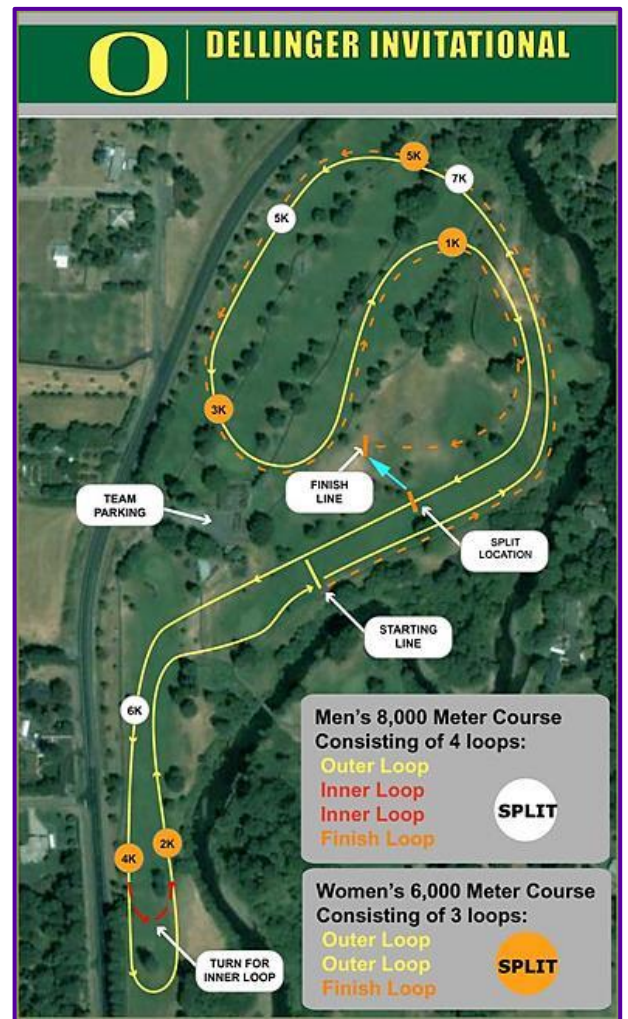 O
DELLINGER INVITATIONAL
5K
7K
5K
1K
3K
FINISH
LINE
TEAM
PARKING
SPLIT
LOCATION
STARTING
LINE
6K
4K
2K
TURN FOR
INNER LOOP
Men's 8,000 Meter Course
Consisting of 4 loops:
Outer Loop
Inner Loop
Inner Loop
Finish Loop
SPLIT
Women's 6,000 Meter Course
Consisting of 3 loops:
Outer Loop
Outer Loop
Finish Loop
SPLIT